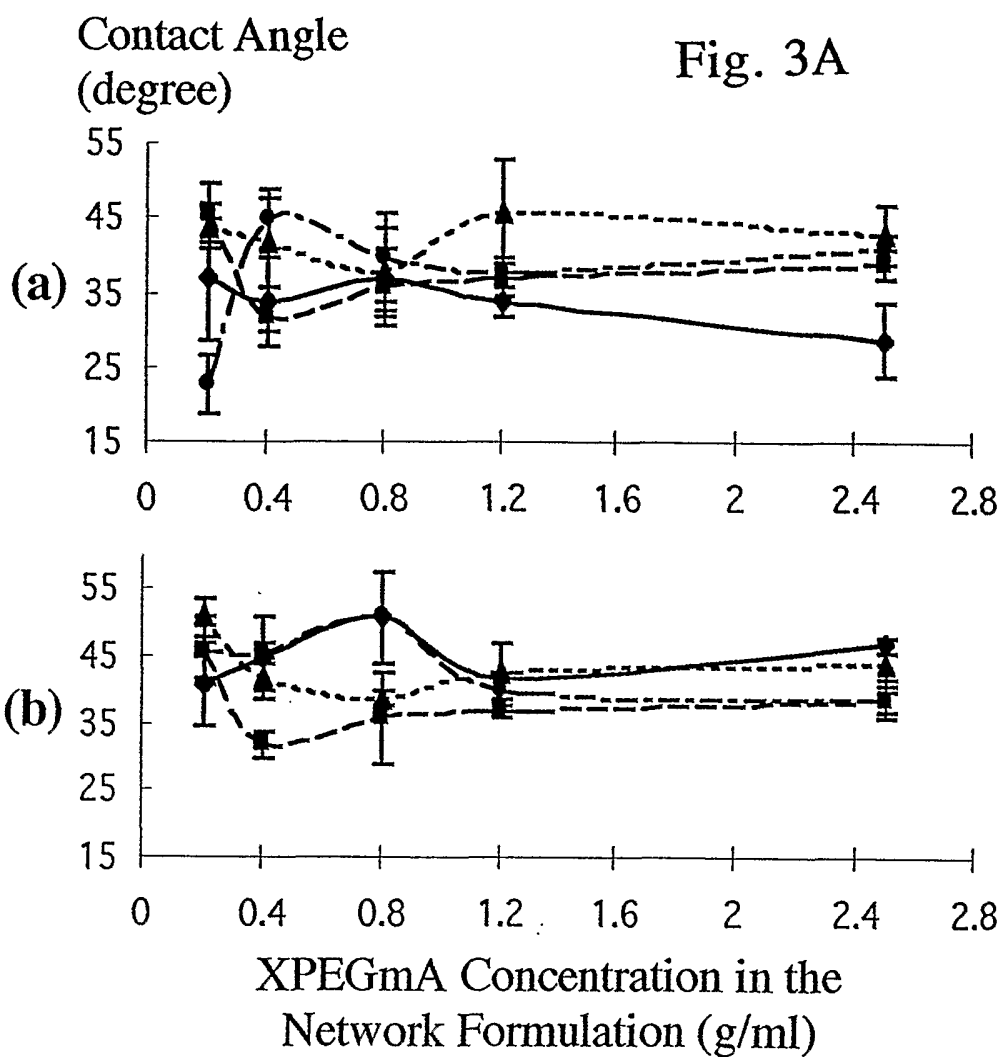 Contact Angle
(degree)
Fig. 3A
(a)
55
45
35
25
15
0 0.4 0.8 1.2 1.6 2 2.4 2.8
(b)
55
45
35
25
15
0 0.4 0.8 1.2 1.6 2 2.4 2.8
XPEGmA Concentration in the
Network Formulation (g/ml)